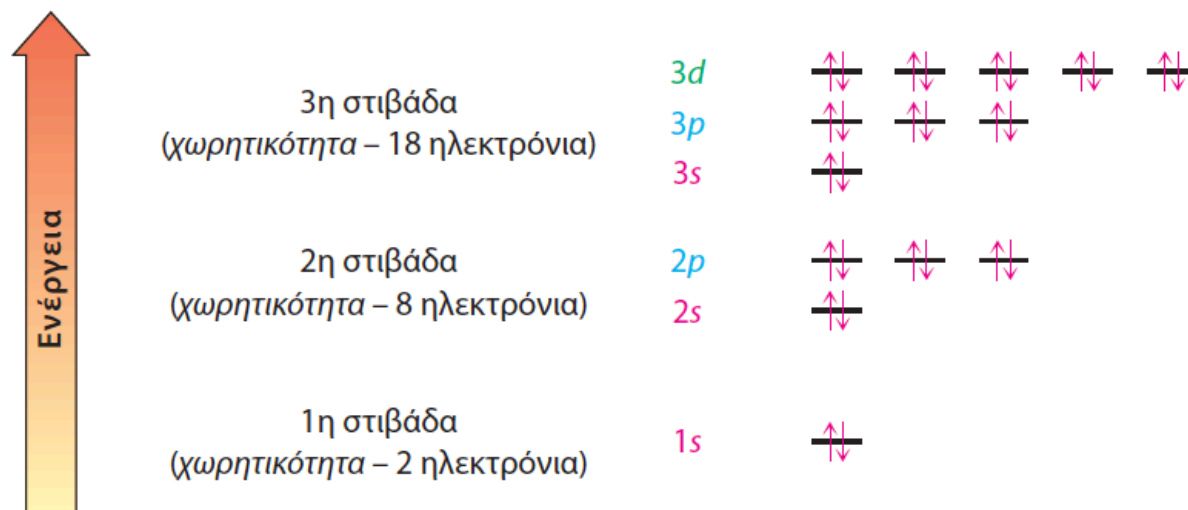 Ενέργεια
3η στιβάδα
(χωρητικότητα – 18 ηλεκτρόνια)
3d
3p
3s
2η στιβάδα
(χωρητικότητα – 8 ηλεκτρόνια)
2p
2s
1η στιβάδα
(χωρητικότητα – 2 ηλεκτρόνια)
1s